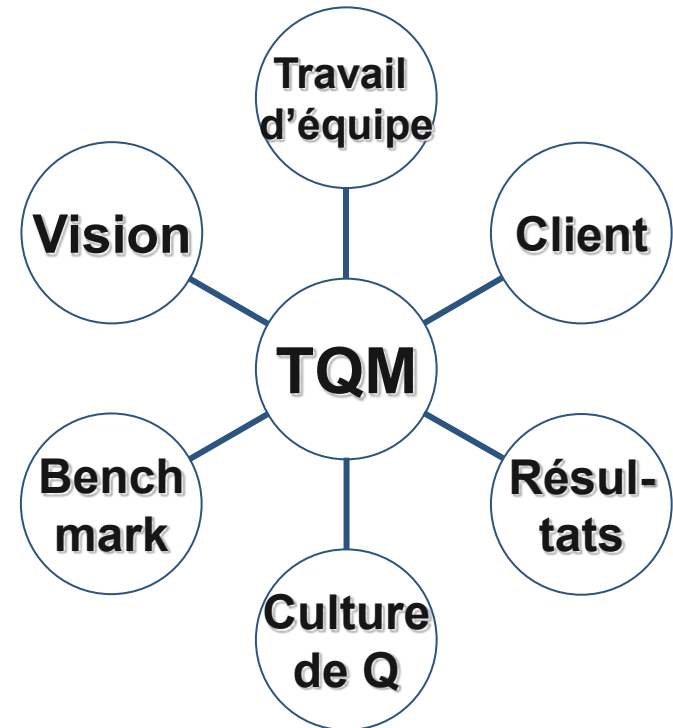 Travail
d’équipe
Vision
Client
TQM
Bench
mark
Résul-
tats
Culture
de Q